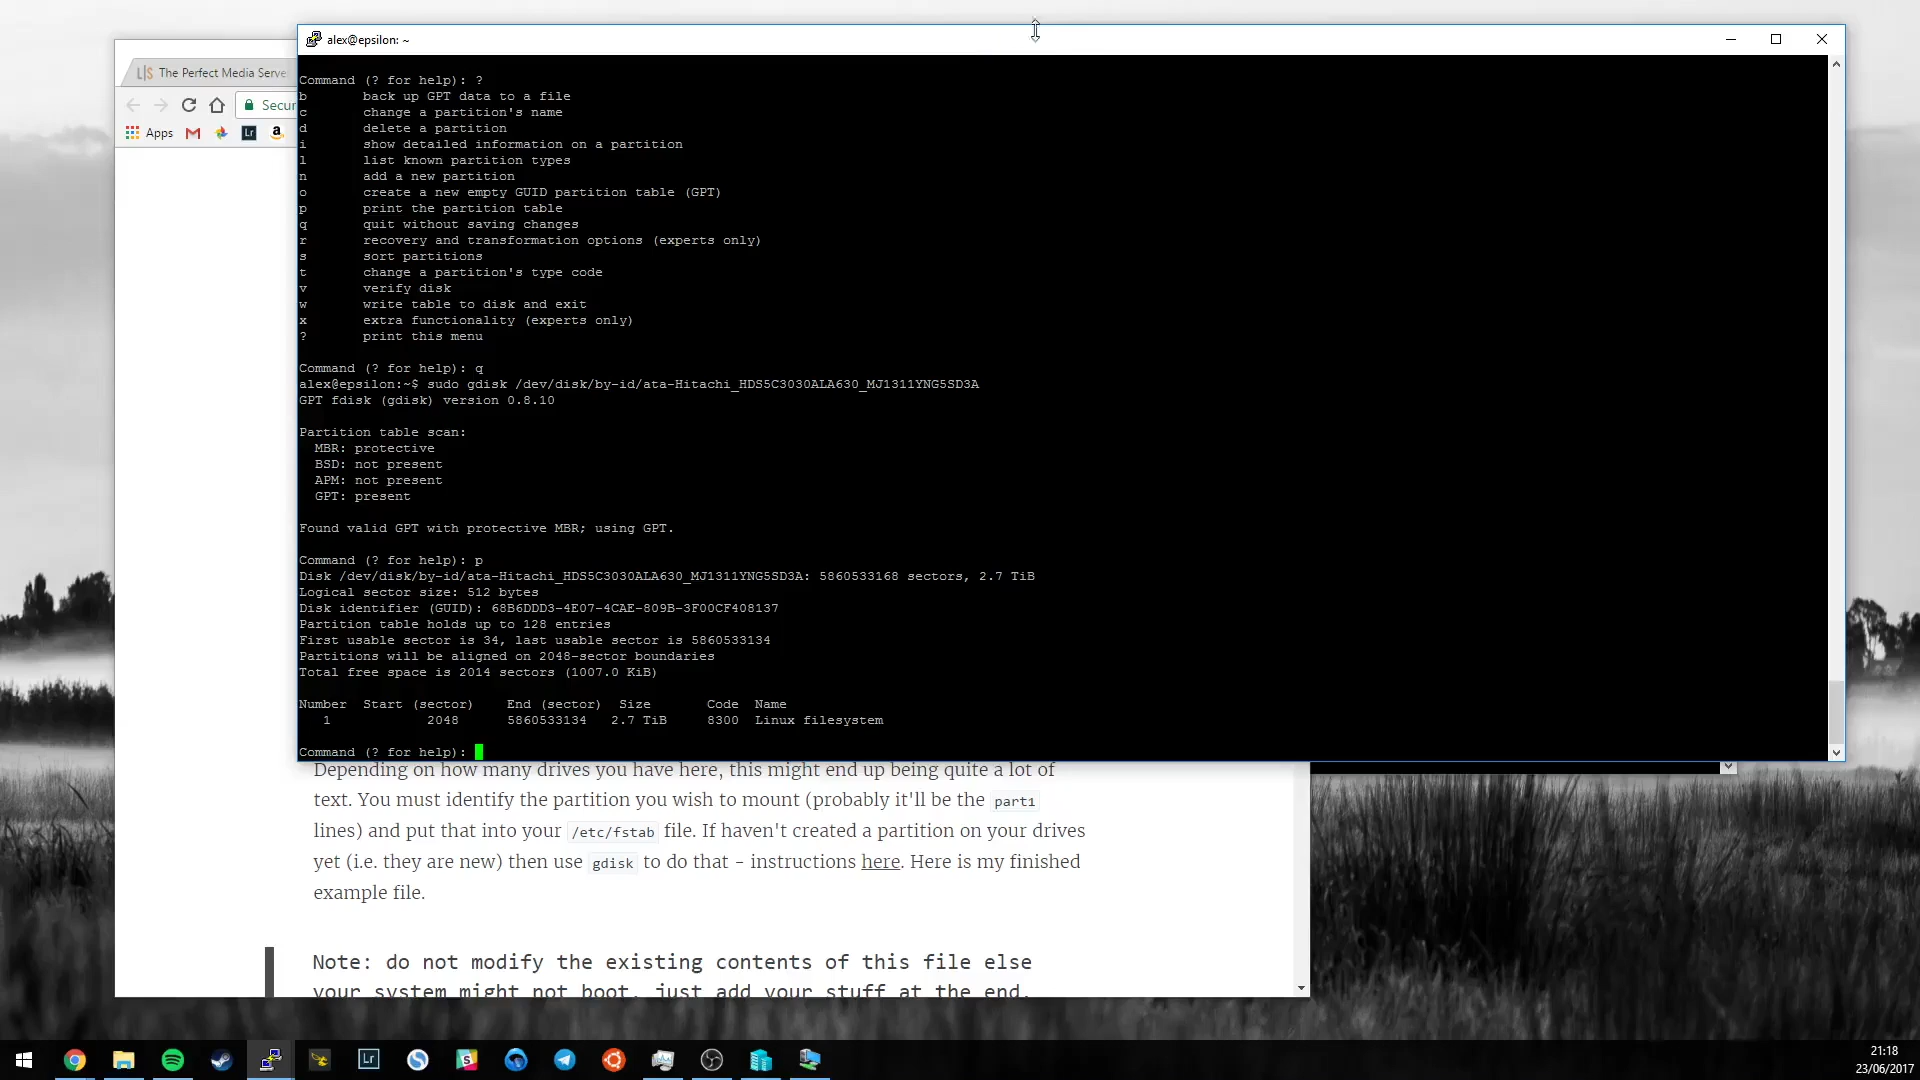 alex@epsilon: ~
The Perfect Media Serve
Secur
Apps
Lr
Command (? for help): ?
b back up GPT data to a file
c change a partition's name
d delete a partition
i show detailed information on a partition
l list known partition types
n add a new partition
o create a new empty GUID partition table (GPT)
p print the partition table
q quit without saving changes
r recovery and transformation options (experts only)
s sort partitions
t change a partition's type code
v verify disk
w write table to disk and exit
x extra functionality (experts only)
? print this menu
Command (? for help): q
alex@epsilon:~$ sudo gdisk /dev/disk/by-id/ata-Hitachi_HDS5C3030ALA630_MJ1311YNG5SD3A
GPT fdisk (gdisk) version 0.8.10
Partition table scan:
MBR: protective
BSD: not present
APM: not present
GPT: present
Found valid GPT with protective MBR; using GPT.
Command (? for help): p
Disk /dev/disk/by-id/ata-Hitachi_HDS5C3030ALA630_MJ1311YNG5SD3A: 5860533168 sectors, 2.7 TiB
Logical sector size: 512 bytes
Disk identifier (GUID): 68B6DDD3-4E07-4CAE-809B-3F00CF408137
Partition table holds up to 128 entries
First usable sector is 34, last usable sector is 5860533134
Partitions will be aligned on 2048-sector boundaries
Total free space is 2014 sectors (1007.0 KiB)
Number Start (sector) End (sector) Size Code Name
1 2048 5860533134 2.7 TiB 8300 Linux filesystem
Command (? for help):
Depending on how many drives you have here, this might end up being quite a lot of
text. You must identify the partition you wish to mount (probably it'll be the part1
lines) and put that into your /etc/fstab file. If haven't created a partition on your drives
yet (i.e. they are new) then use gdisk to do that - instructions here. Here is my finished
example file.
Note: do not modify the existing contents of this file else
your system might not boot, just add your stuff at the end.
Lr
21:18
23/06/2017